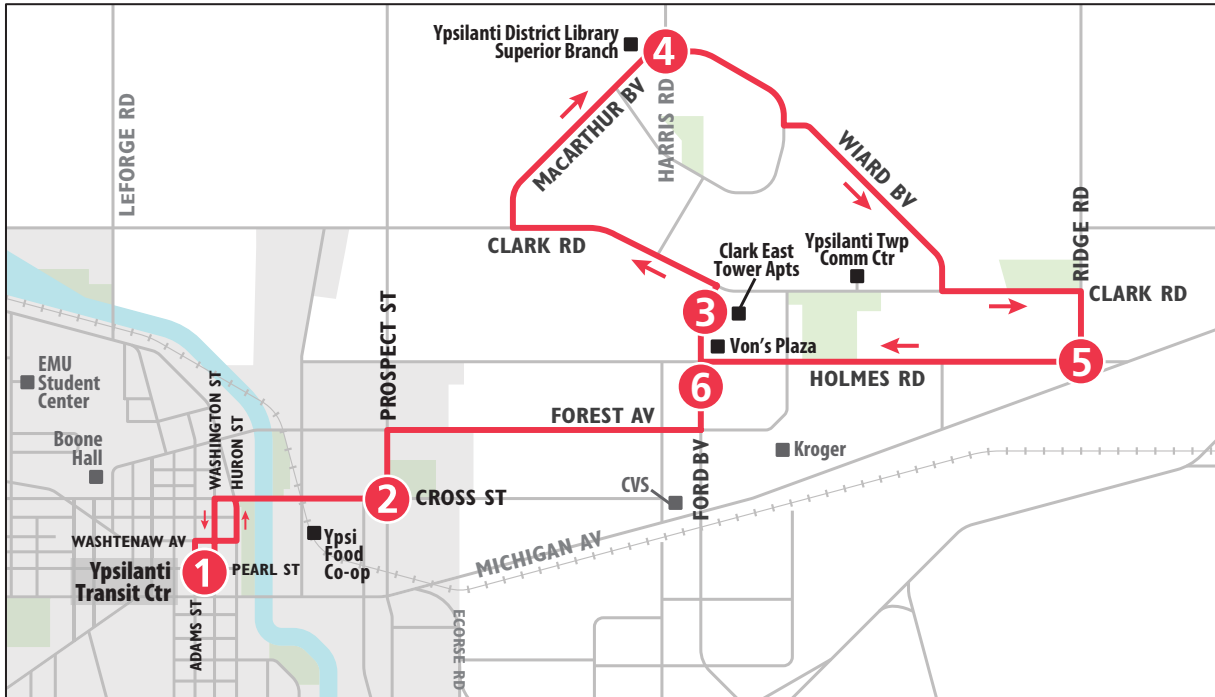 Ypsilanti District Library
Superior Branch
4
LEFORGE RD
MACARTHUR BV
HARRIS RD
WIARD BV
RIDGE RD
CLARK RD
Clark East
Tower Apts
Ypsilanti Twp
Comm Ctr
CLARK RD
3
Von's Plaza
5
HOLMES RD
6
EMU
Student
Center
WASHINGTON ST
HURON ST
PROSPECT ST
FOREST AV
Boone
Hall
Kroger
CVS
FORD BV
2
CROSS ST
WASHTENAW AV
Ypsi
Food
Co-op
MICHIGAN AV
Ypsilanti
Transit Ctr
1
PEARL ST
ADAMS ST
ECORSE RD